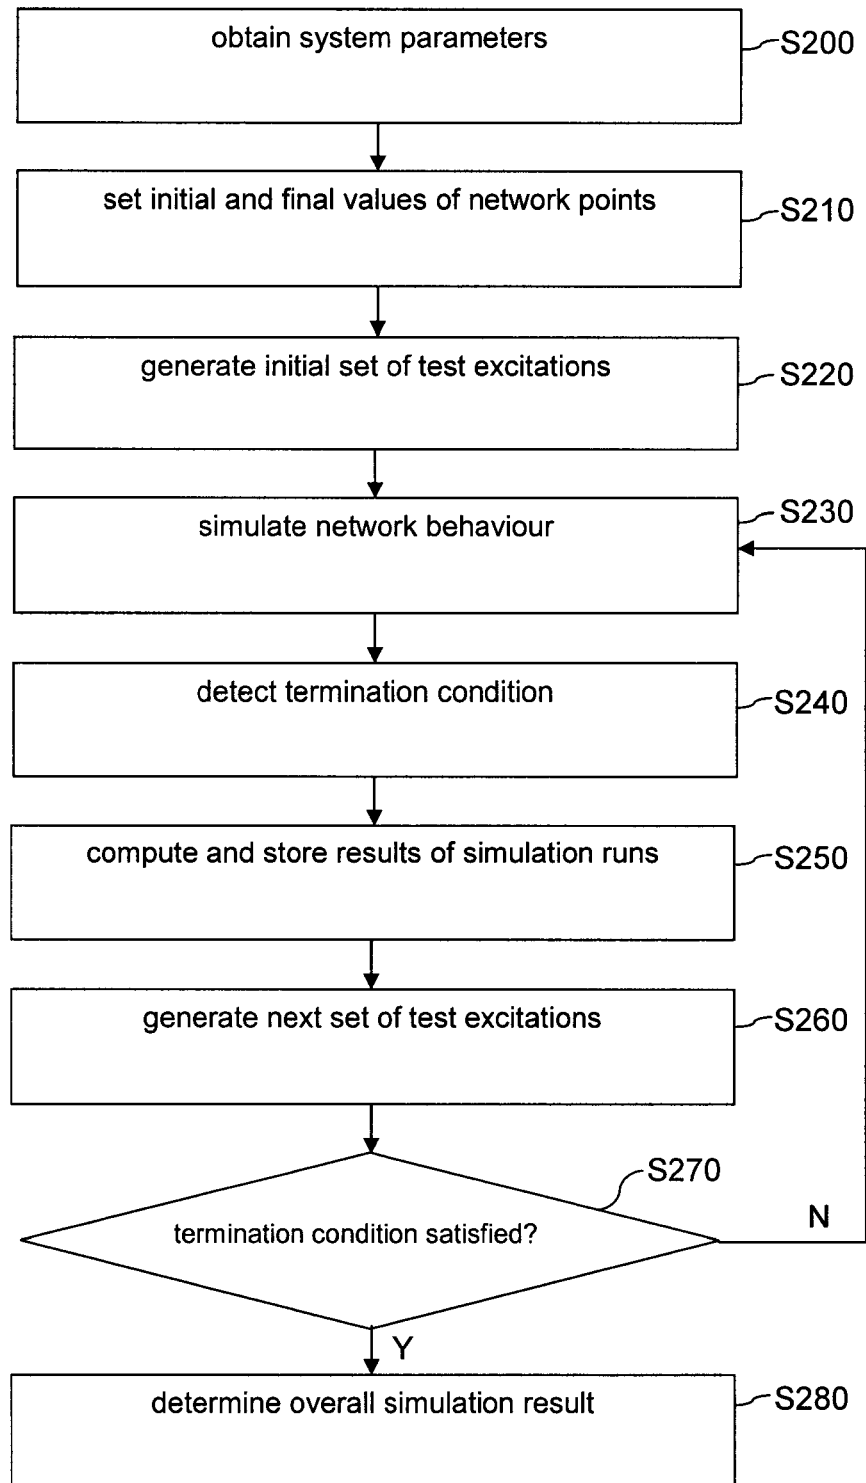 obtain system parameters
S200
set initial and final values of network points
S210
generate initial set of test excitations
S220
simulate network behaviour
S230
detect termination condition
S240
compute and store results of simulation runs
S250
generate next set of test excitations
S260
S270
termination condition satisfied?
N
Y
determine overall simulation result
S280